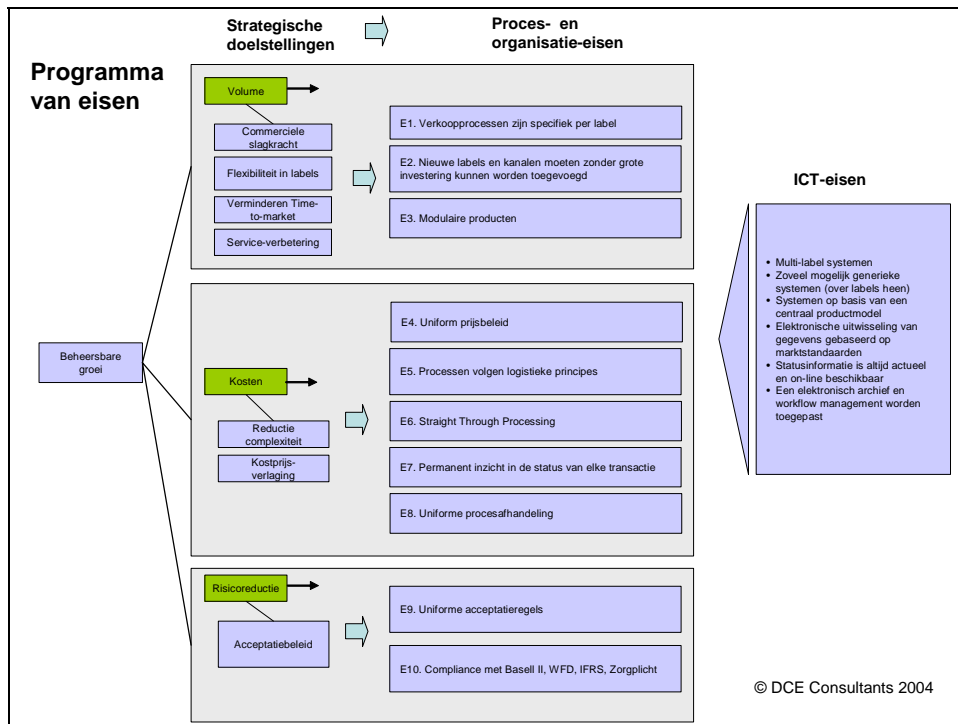 Programma
van eisen
Strategische
doelstellingen
Proces- en
organisatie-eisen
Volume
Commerciele
slagkracht
Flexibiliteit in labels
Verminderen Time-
to-market
Service-verbetering
E1. Verkoopprocessen zijn specifiek per label
E2. Nieuwe labels en kanalen moeten zonder grote
investering kunnen worden toegevoegd
E3. Modulaire producten
Beheersbare
groei
Kosten
Reductie
complexiteit
Kostprijs-
verlaging
E4. Uniform prijsbeleid
E5. Processen volgen logistieke principes
E6. Straight Through Processing
E7. Permanent inzicht in de status van elke transactie
E8. Uniforme procesafhandeling
Risicoreductie
Acceptatiebeleid
E9. Uniforme acceptatieregels
E10. Compliance met Basell II, WFD, IFRS, Zorgplicht
ICT-eisen
• Multi-label systemen
• Zoveel mogelijk generieke
systemen (over labels heen)
• Systemen op basis van een
centraal productmodel
• Elektronische uitwisseling van
gegevens gebaseerd op
marktstandaarden
• Statusinformatie is altijd actueel
en on-line beschikbaar
• Een elektronisch archief en
workflow management worden
toegepast
© DCE Consultants 2004